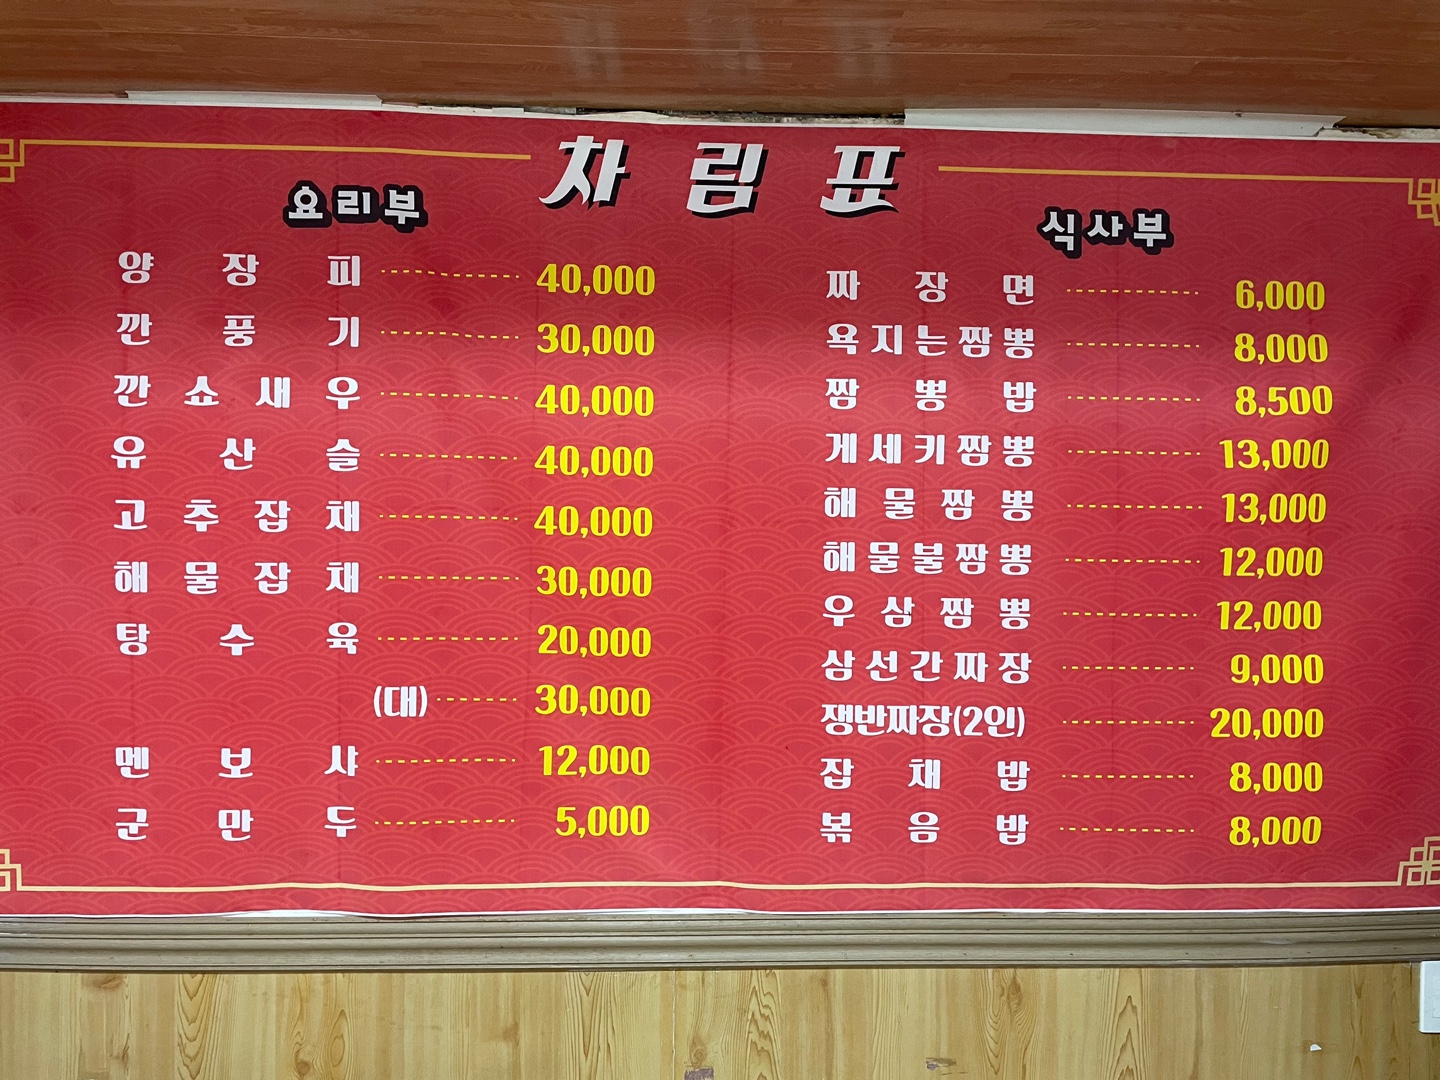 차림표
요리부
양장피 40,000
깐풍기 30,000
깐쇼새우 40,000
유산슬 40,000
고추잡채 40,000
해물잡채 30,000
탕수육 20,000
(대) 30,000
멘보샤 12,000
군만두 5,000
식사부
짜장면 6,000
욕지는짬뽕 8,000
짬뽕밥 8,500
게세키짬뽕 13,000
해물짬뽕 13,000
해물불짬뽕 12,000
우삼짬뽕 12,000
삼선간짜장 9,000
쟁반짜장(2인) 20,000
잡채밥 8,000
볶음밥 8,000